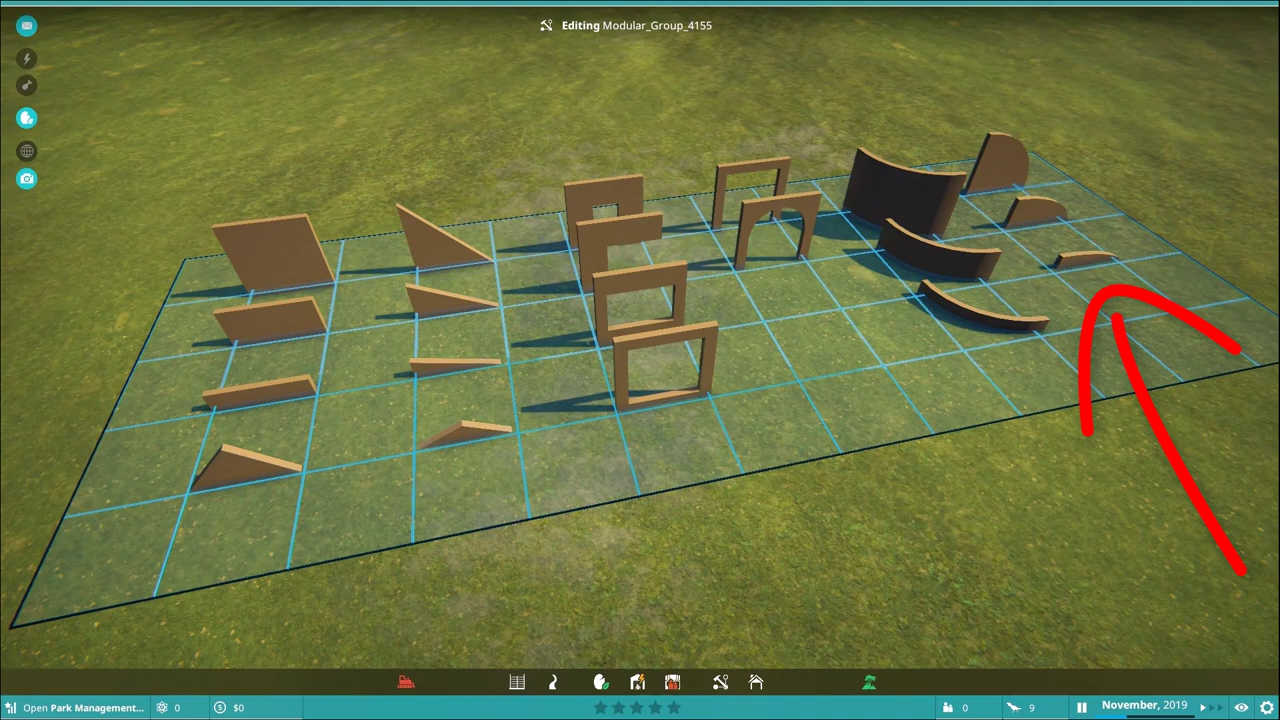 Editing Modular_Group_4155
Open Park Management... 0 $0 0 9 November, 2019